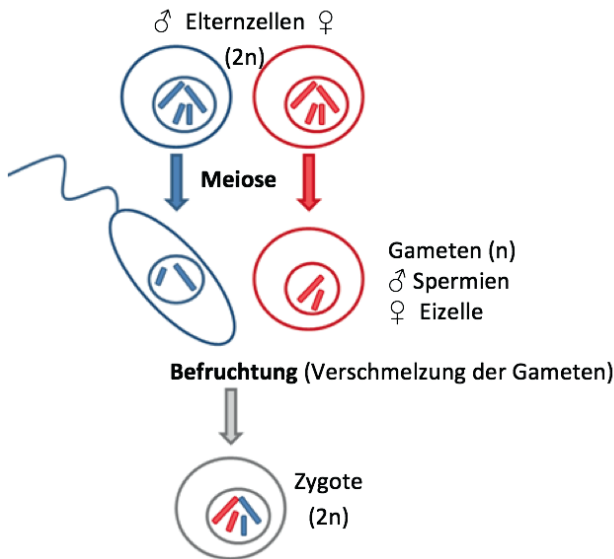 ♂ Elternzellen ♀
(2n)
Meiose
Gameten (n)
♂ Spermien
♀ Eizelle
Befruchtung (Verschmelzung der Gameten)
Zygote
(2n)